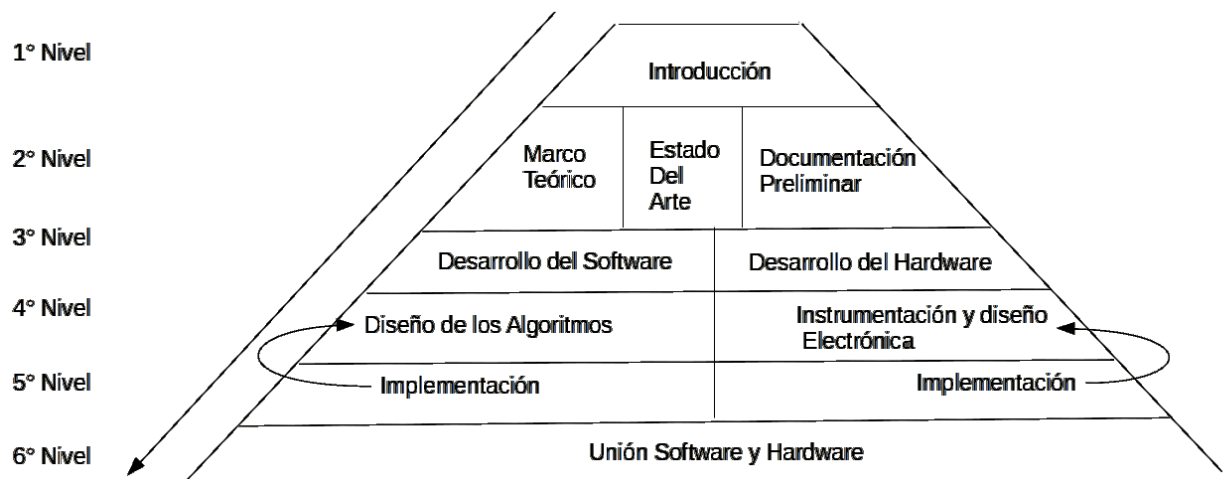 1° Nivel
Introducción
2° Nivel
Marco
Teórico
Estado
Del
Arte
Documentación
Preliminar
3° Nivel
Desarrollo del Software
Desarrollo del Hardware
4° Nivel
Diseño de los Algoritmos
Instrumentación y diseño
Electrónica
5° Nivel
Implementación
Implementación
6° Nivel
Unión Software y Hardware